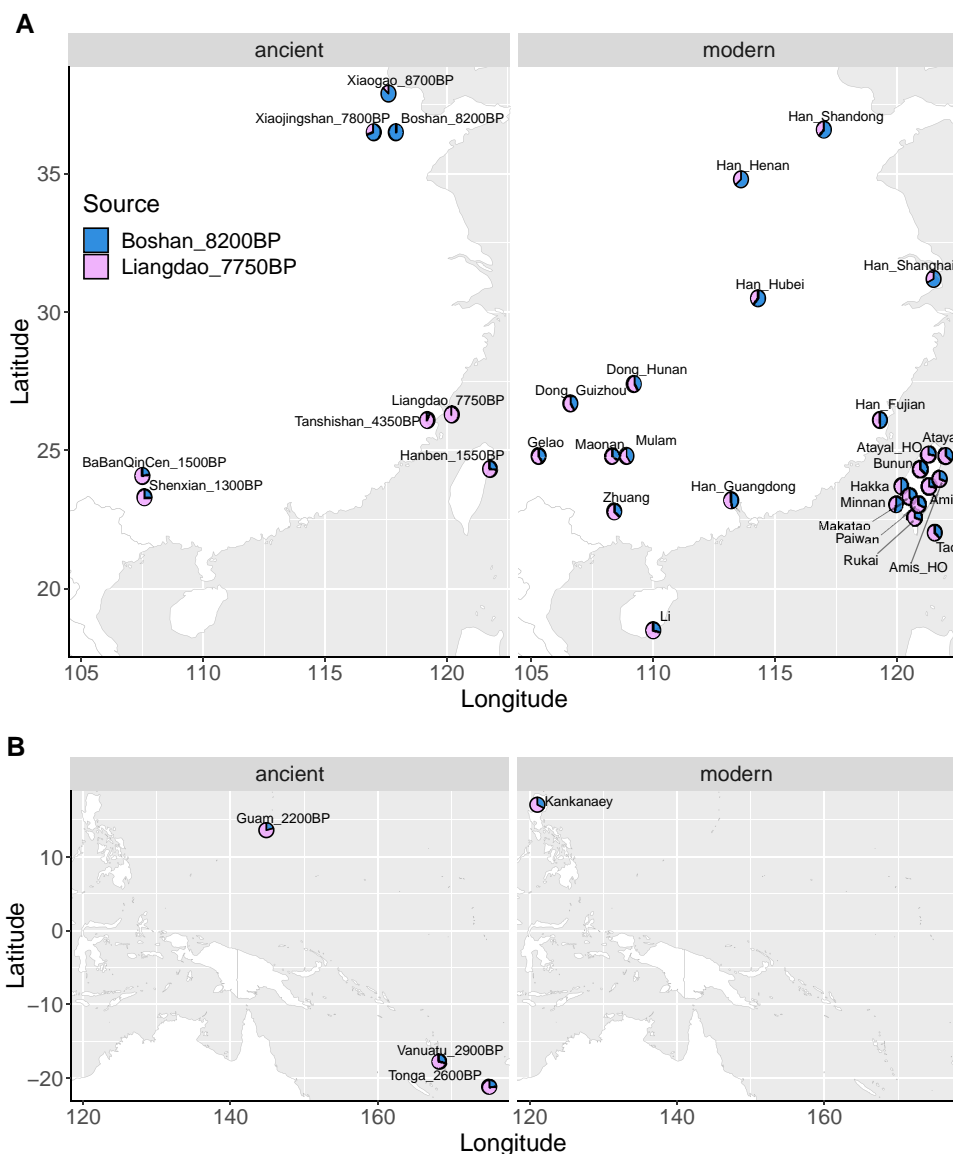 A
ancient
modern
Xiaogao_8700BP
Xiaojingshan_7800BP
Boshan_8200BP
Han_Shandong
Han_Henan
35
Source
Boshan_8200BP
Liangdao_7750BP
Han_Shanghai
Han_Hubei
30
Latitude
Dong_Hunan
Dong_Guizhou
Liangdao_7750BP
Tanshishan_4350BP
Han_Fujian
Hanben_1550BP
25
Gelao
Maonan
Mulam
Atayal_HO
Ataya
BaBanQinCen_1500BP
Shenxian_1300BP
Bunun
Zhuang
Han_Guangdong
Hakka
Minnan
Ami
Makatao
Paiwan
Rukai
Amis_HO
Tao
20
Li
105
110
115
120
105
110
115
120
Longitude
B
ancient
modern
Guam_2200BP
Kankanaey
10
0
−10
−20
Latitude
Vanuatu_2900BP
Tonga_2600BP
120
140
160
120
140
160
Longitude